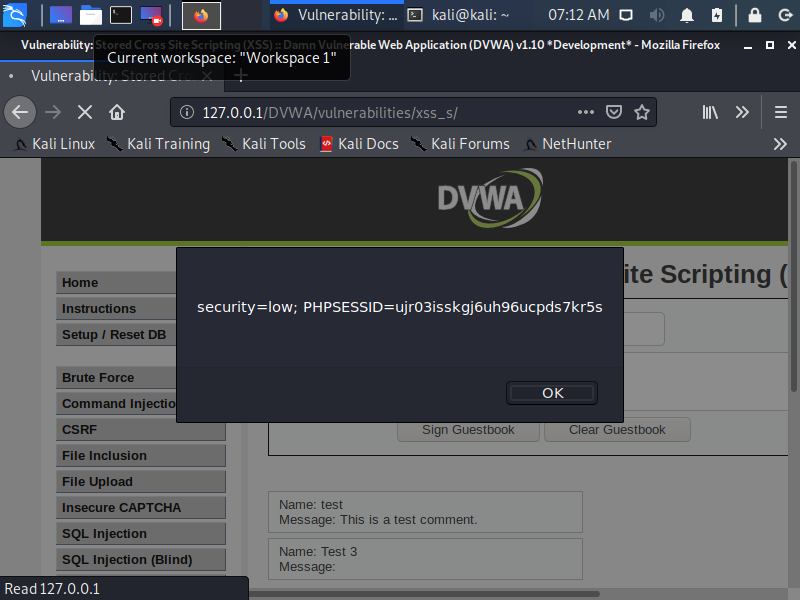 Vulnerability: ...
kali@kali: ~
07:12 AM
Vulnerability: Stored Cross Site Scripting (XSS) :: Damn Vulnerable Web Application (DVWA) v1.10 *Development* - Mozilla Firefox
Current workspace: "Workspace 1"
Vulnerability: Stored Cro
127.0.0.1/DVWA/vulnerabilities/xss_s/
Kali Linux
Kali Training
Kali Tools
Kali Docs
Kali Forums
NetHunter
DVWA
Home
Instructions
Setup / Reset DB
Brute Force
Command Injectio
CSRF
File Inclusion
File Upload
Insecure CAPTCHA
SQL Injection
SQL Injection (Blind)
ite Scripting (
security=low; PHPSESSID=ujr03isskgj6uh96ucpds7kr5s
OK
Sign Guestbook
Clear Guestbook
Name: test
Message: This is a test comment.
Name: Test 3
Message:
Read 127.0.0.1